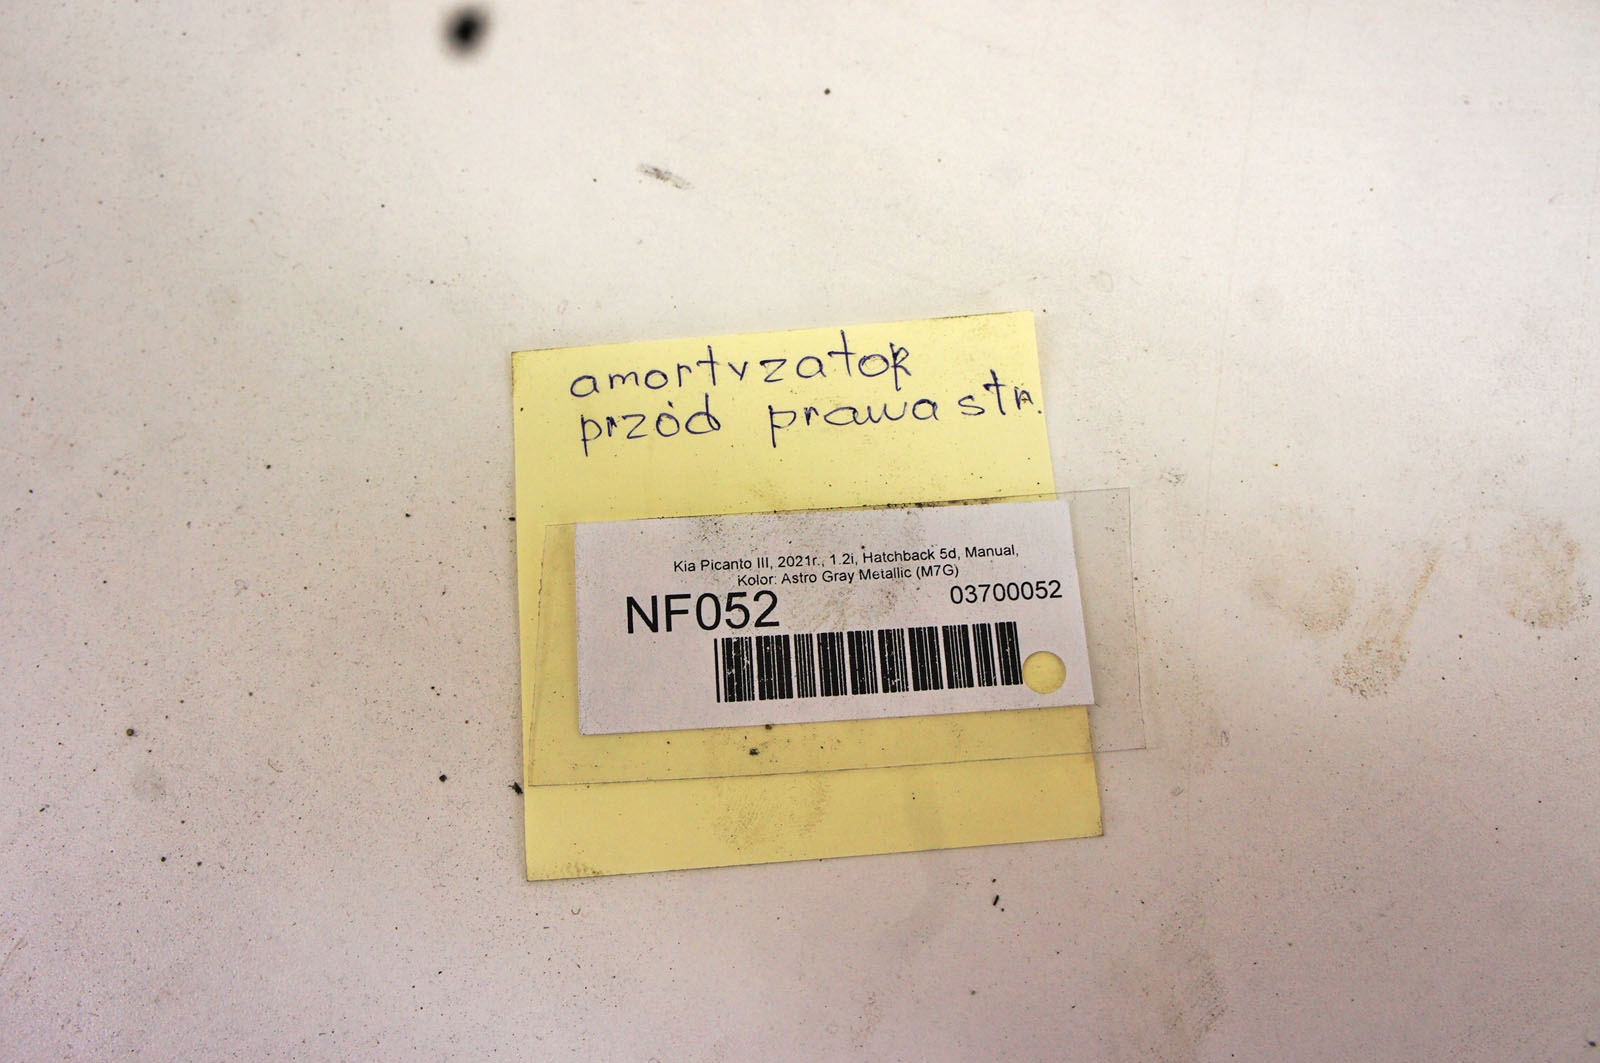 amortyzator
przód prawa str.
Kia Picanto III, 2021r., 1.2i, Hatchback 5d, Manual,
Kolor: Astro Gray Metallic (M7G)
NF052 03700052